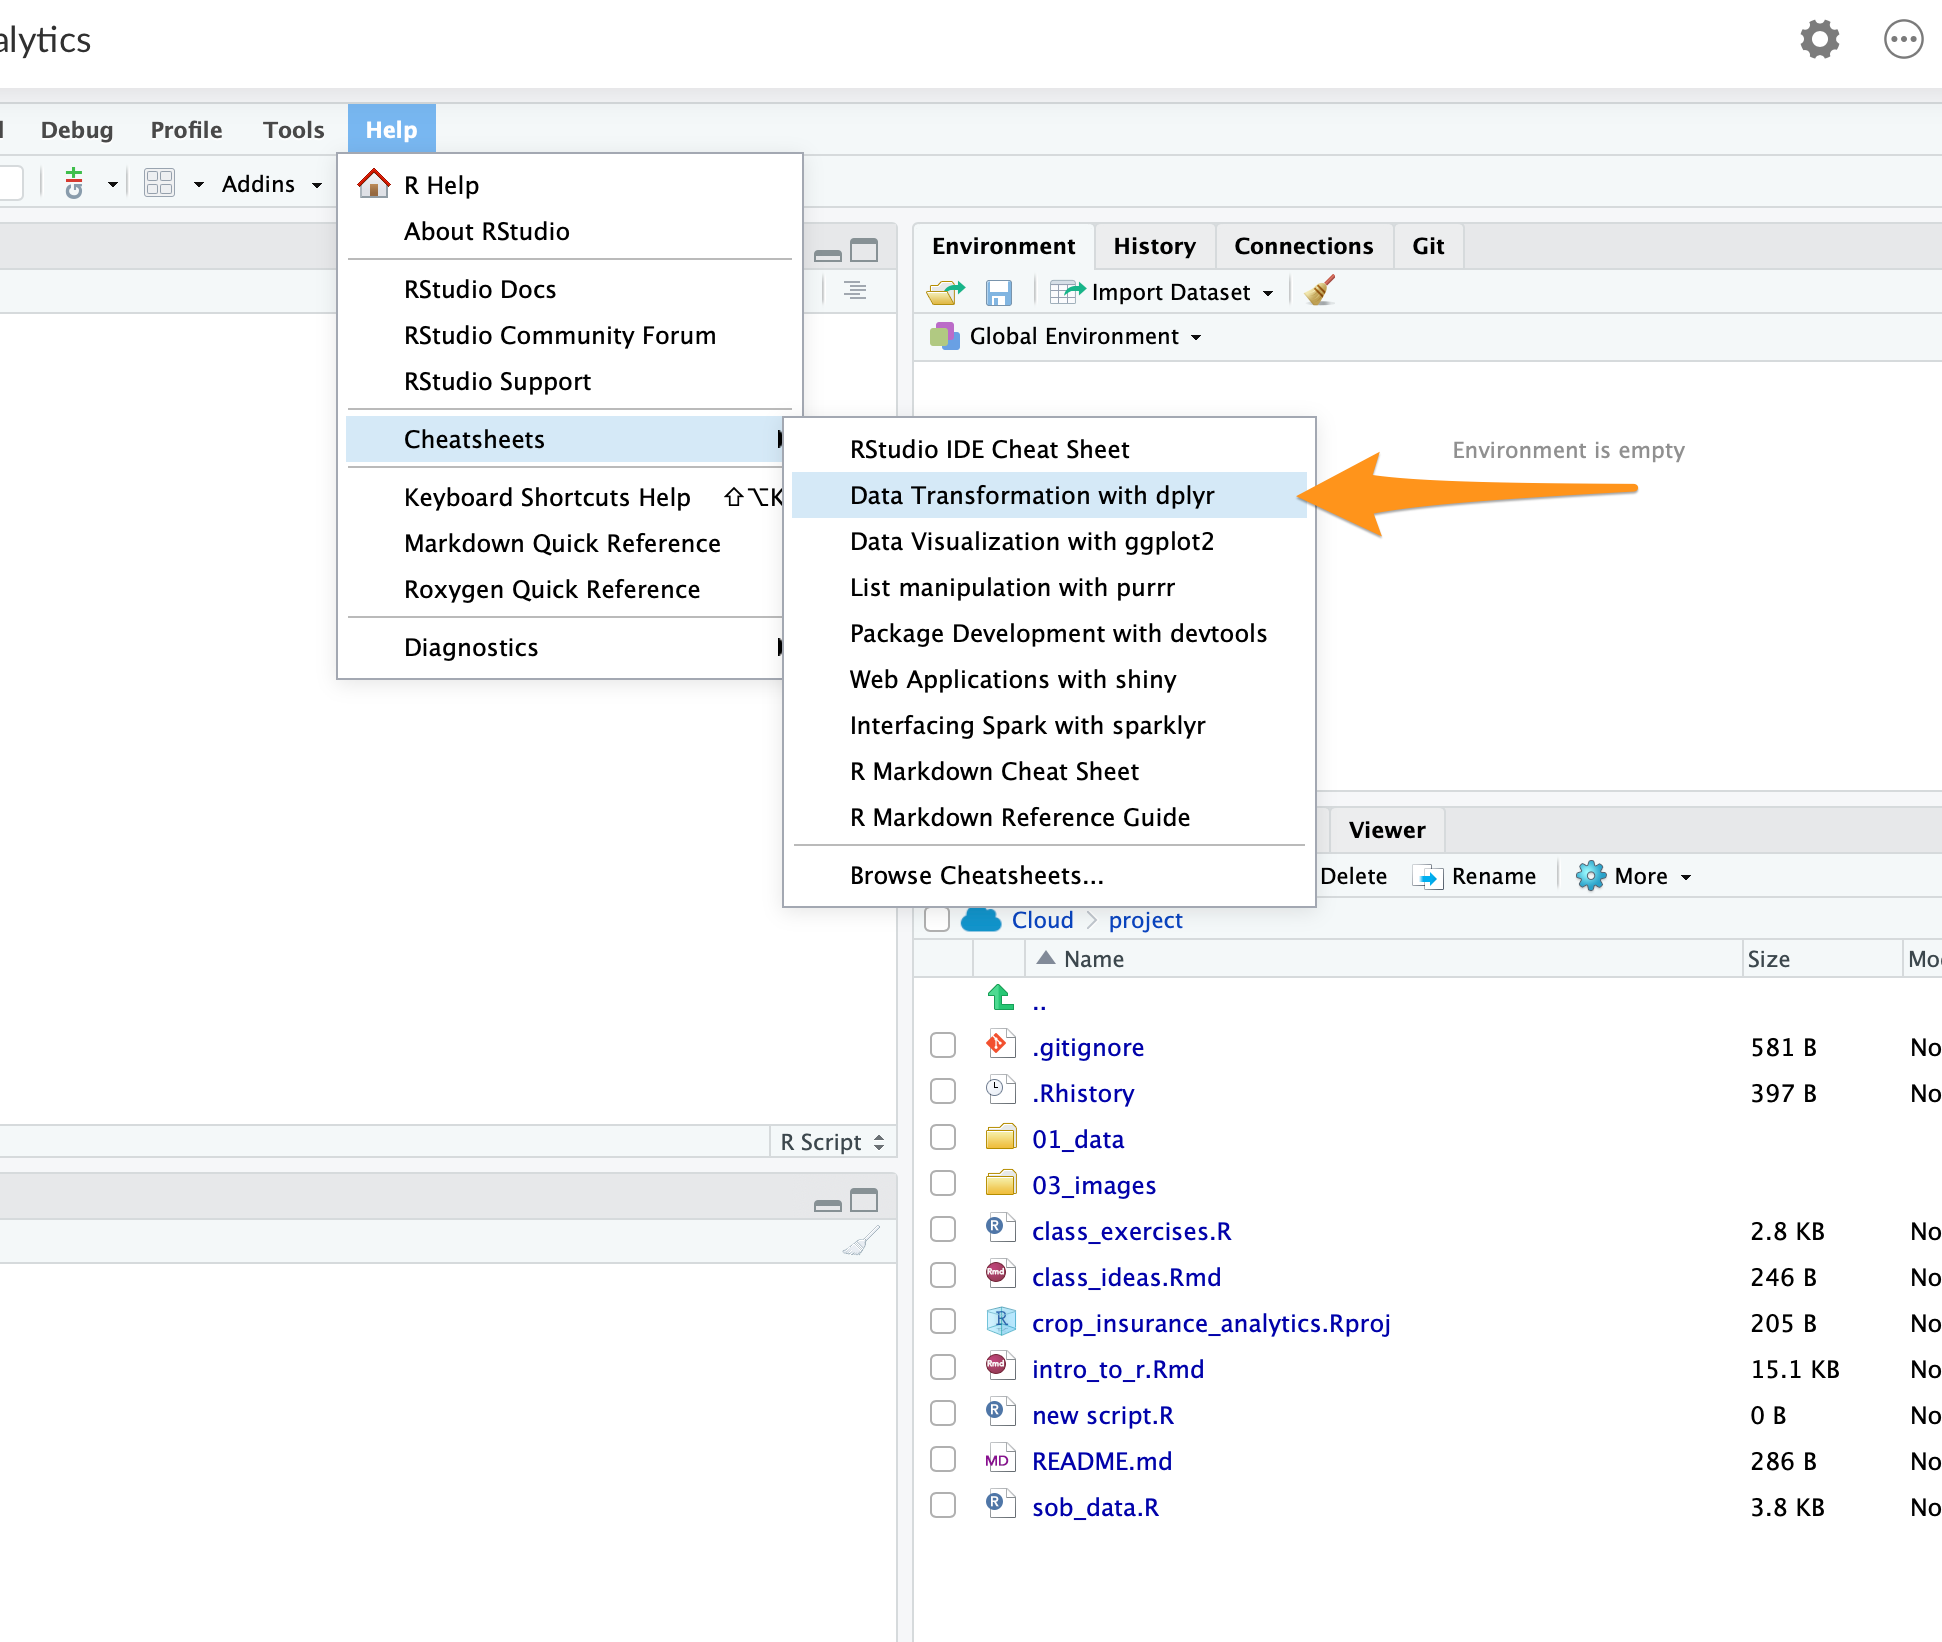 alytics
Debug Profile Tools Help
Addins
R Help
About RStudio
RStudio Docs
RStudio Community Forum
RStudio Support
Cheatsheets
Keyboard Shortcuts Help ⇧⌥K
Markdown Quick Reference
Roxygen Quick Reference
Diagnostics
RStudio IDE Cheat Sheet
Data Transformation with dplyr
Data Visualization with ggplot2
List manipulation with purrr
Package Development with devtools
Web Applications with shiny
Interfacing Spark with sparklyr
R Markdown Cheat Sheet
R Markdown Reference Guide
Browse Cheatsheets...
Environment History Connections Git
Import Dataset
Global Environment
Environment is empty
R Script
Viewer
Delete Rename More
Cloud project
Name Size Mo
..
.gitignore 581 B No
.Rhistory 397 B No
01_data
03_images
class_exercises.R 2.8 KB No
class_ideas.Rmd 246 B No
crop_insurance_analytics.Rproj 205 B No
intro_to_r.Rmd 15.1 KB No
new script.R 0 B No
README.md 286 B No
sob_data.R 3.8 KB No